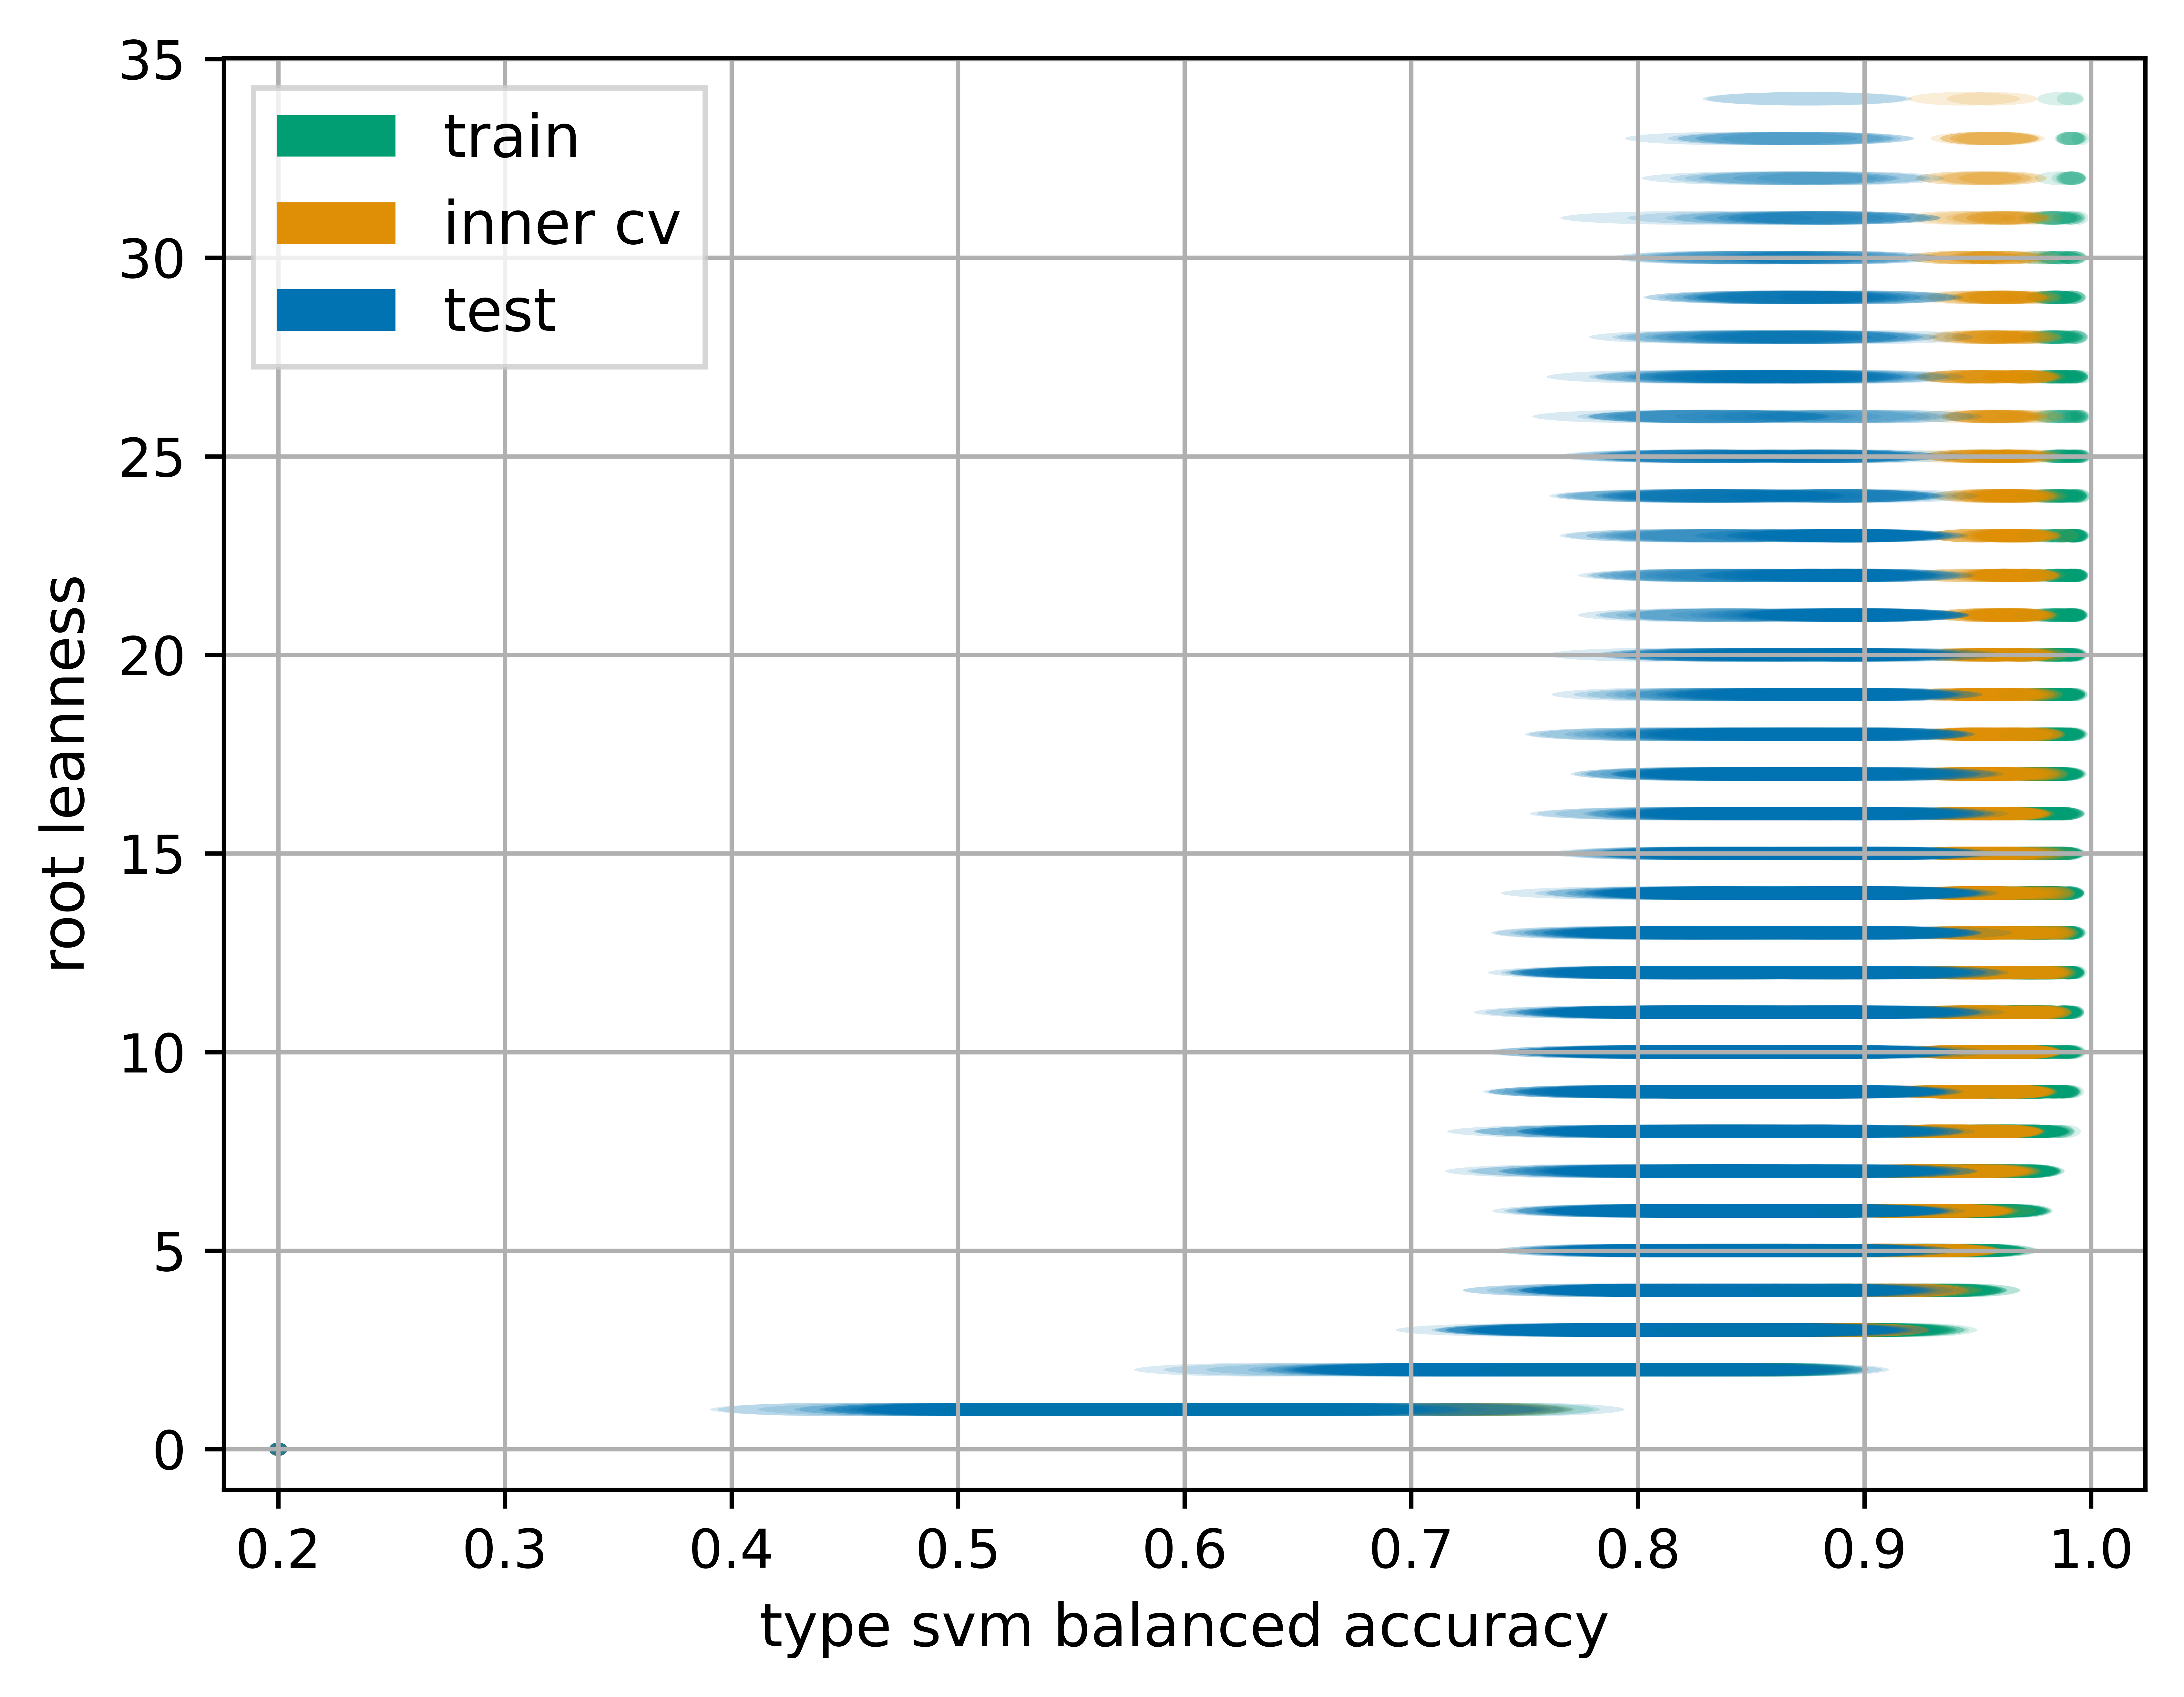 35
30
25
20
15
10
5
0
root leanness
train
inner cv
test
0.2 0.3 0.4 0.5 0.6 0.7 0.8 0.9 1.0
type svm balanced accuracy